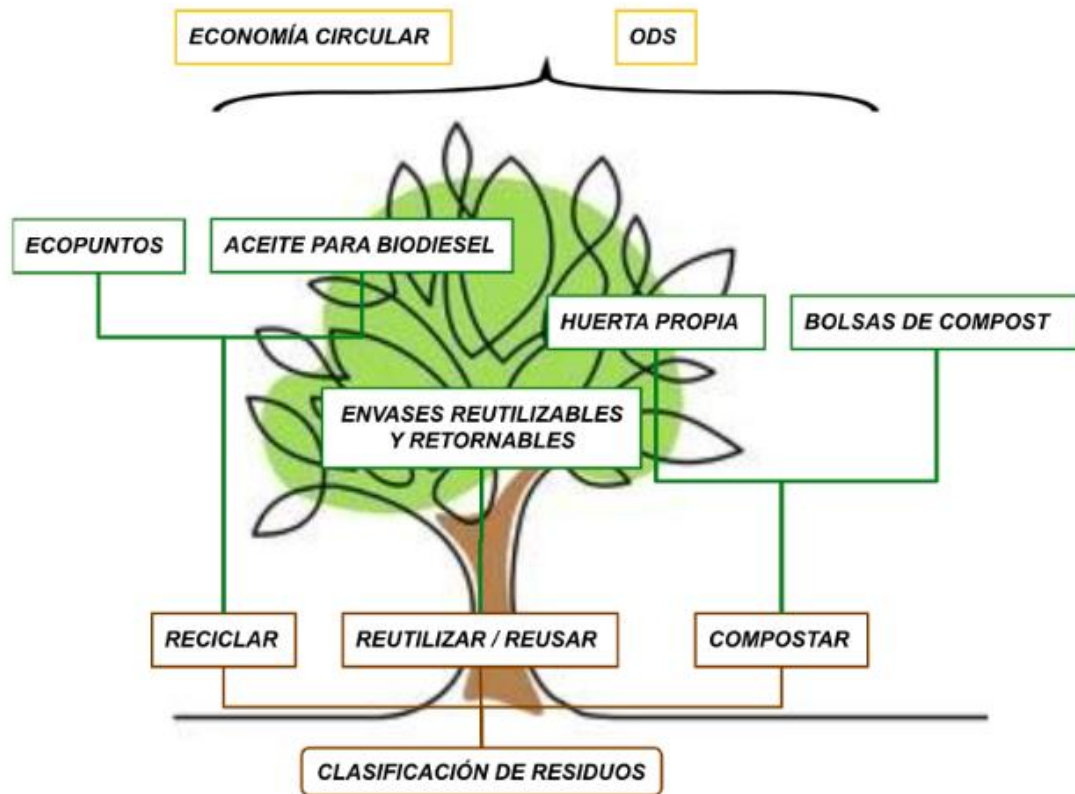 ECONOMÍA CIRCULAR
ODS
ECOPUNTOS
ACEITE PARA BIODIESEL
HUERTA PROPIA
BOLSAS DE COMPOST
ENVASES REUTILIZABLES
Y RETORNABLES
RECICLAR
REUTILIZAR / REUSAR
COMPOSTAR
CLASIFICACIÓN DE RESIDUOS